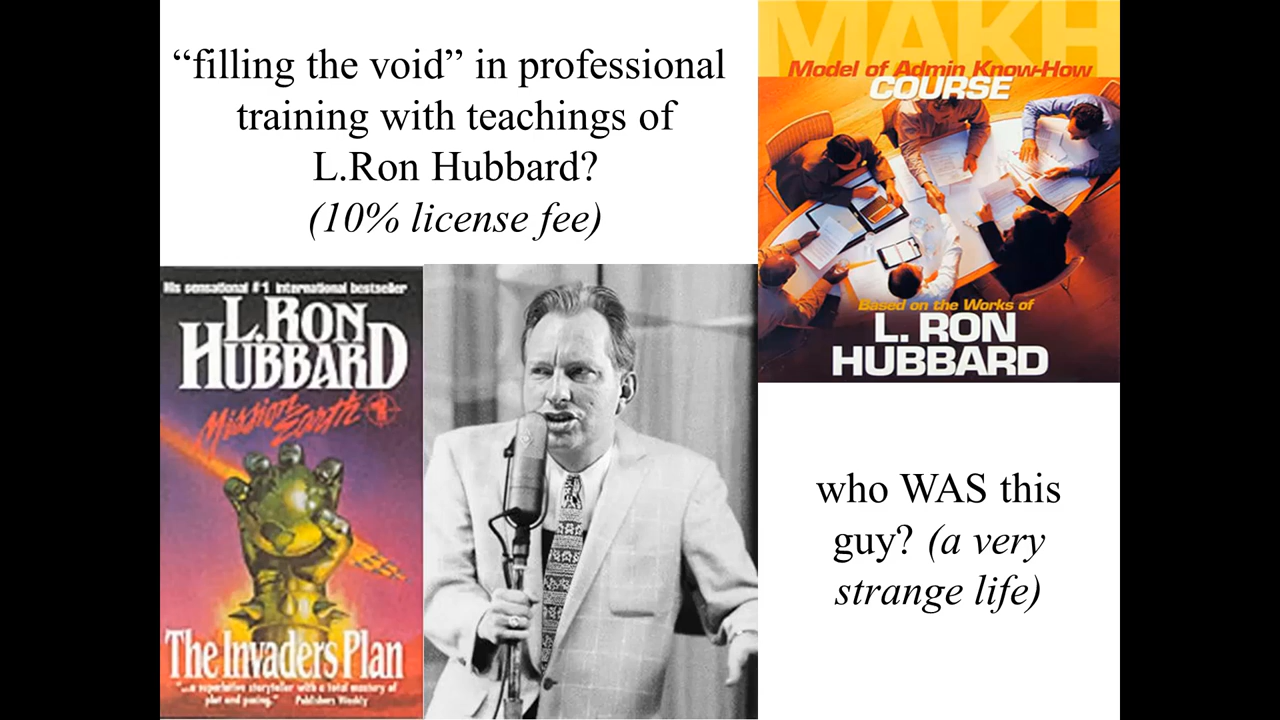 “filling the void” in professional
training with teachings of
L.Ron Hubbard?
(10% license fee)
MAKH
Model of Admin Know-How
COURSE
Based on the Works of
L. RON
HUBBARD
His sensational #1 international bestseller
L. RON
HUBBARD
Mission
Earth
The Invaders Plan
"...a superlative storyteller with a total mastery of
plot and pacing." Publishers Weekly
who WAS this
guy? (a very
strange life)